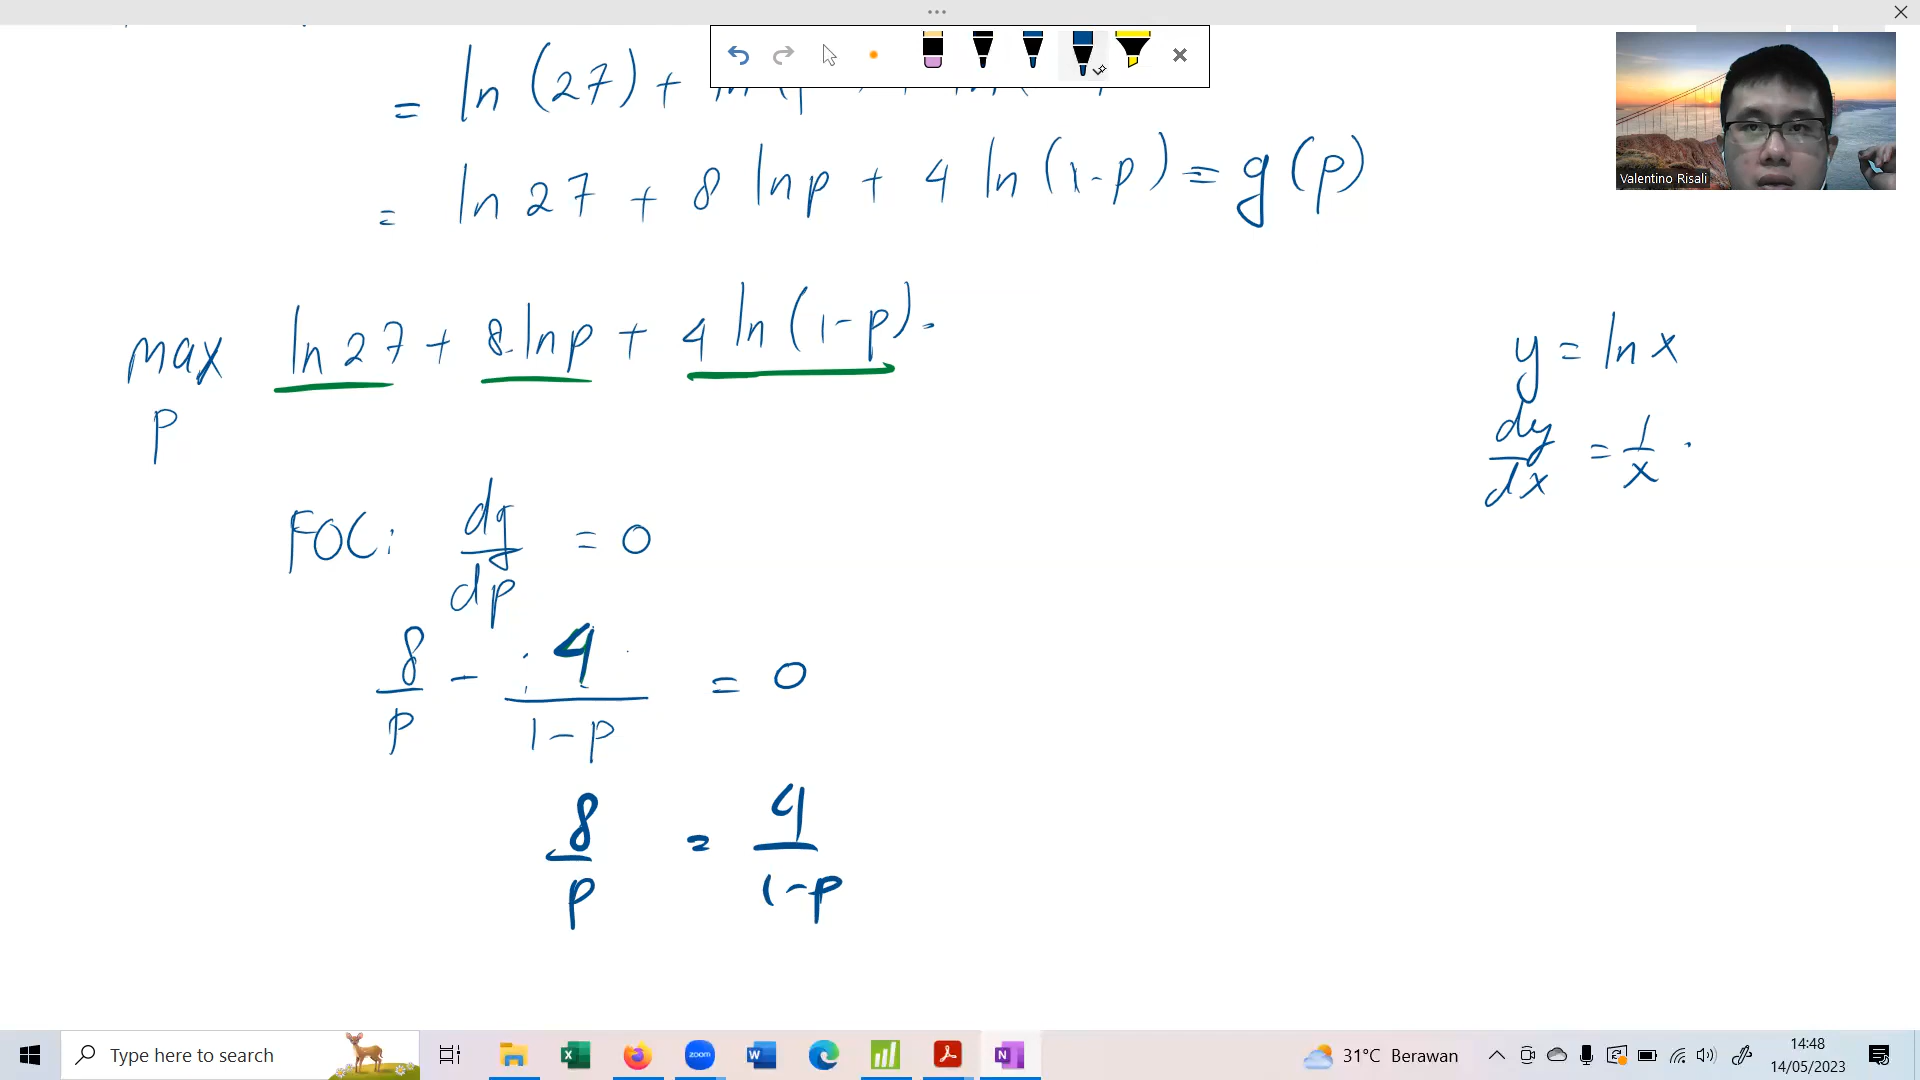 = ln (27) +
= ln 27 + 8 ln p + 4 ln (1-p) = g (p)
max ln 27 + 8 . ln p + 4 ln (1-p) .
p
y = ln x
dy/dx = 1/x .
FOC: dg/dp = 0
8/p - 4/1-p = 0
8/p = 4/1-p
Valentino Risali
Type here to search
zoom
31°C Berawan
14:48
14/05/2023